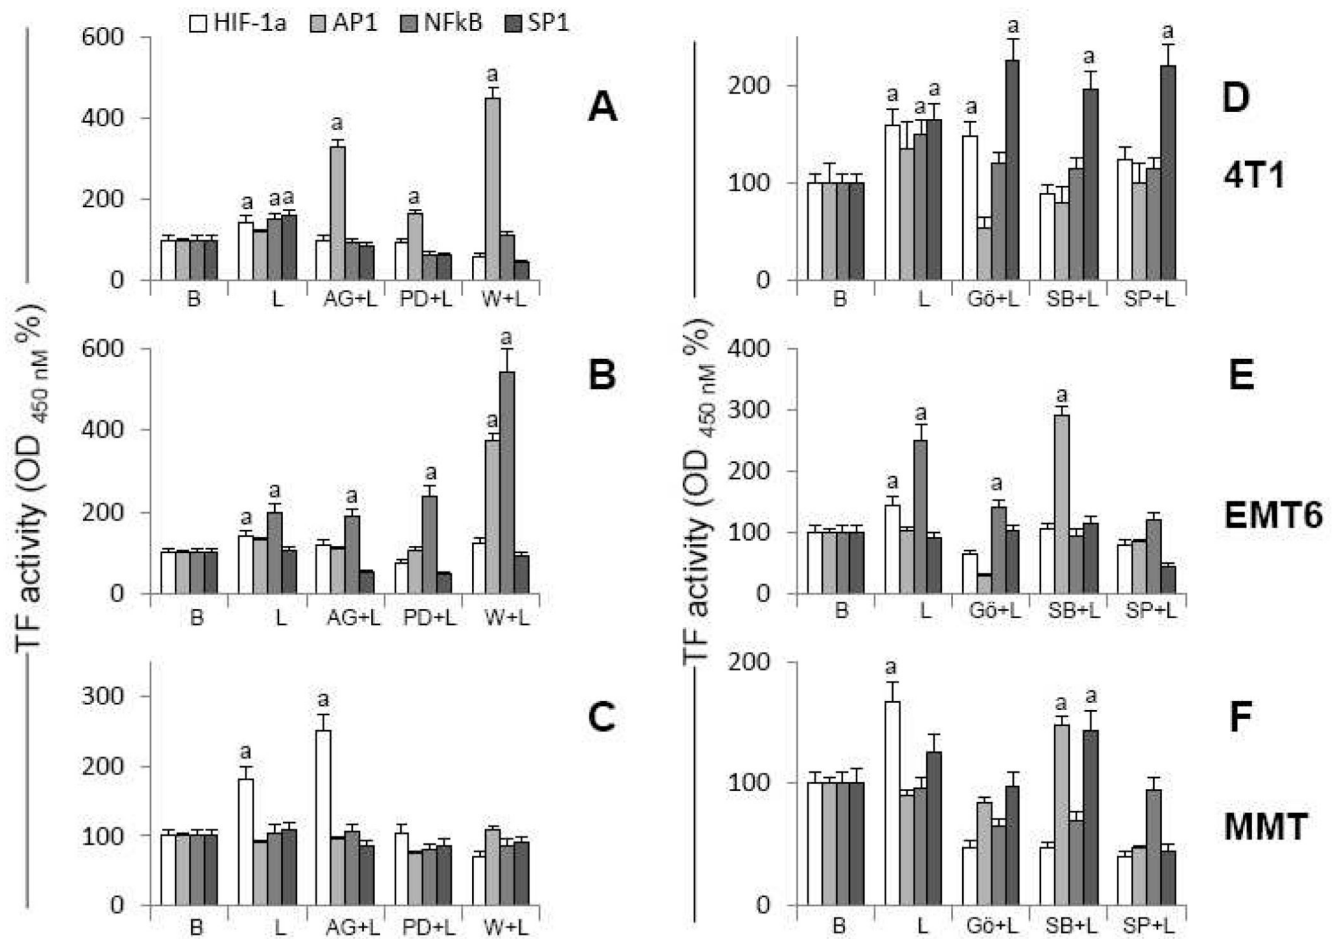 HIF-1a AP1 NFkB SP1
TF activity (OD 450 nM %)
600
400
200
0
a a a a a a
B L AG+L PD+L W+L
A
600
400
200
0
a a a a a a
B L AG+L PD+L W+L
B
300
200
100
0
a a
B L AG+L PD+L W+L
C
TF activity (OD 450 nM %)
200
100
0
a a a a a a a
B L Gö+L SB+L SP+L
D
4T1
400
300
200
100
0
a a a a
B L Gö+L SB+L SP+L
E
EMT6
200
100
0
a a a
B L Gö+L SB+L SP+L
F
MMT